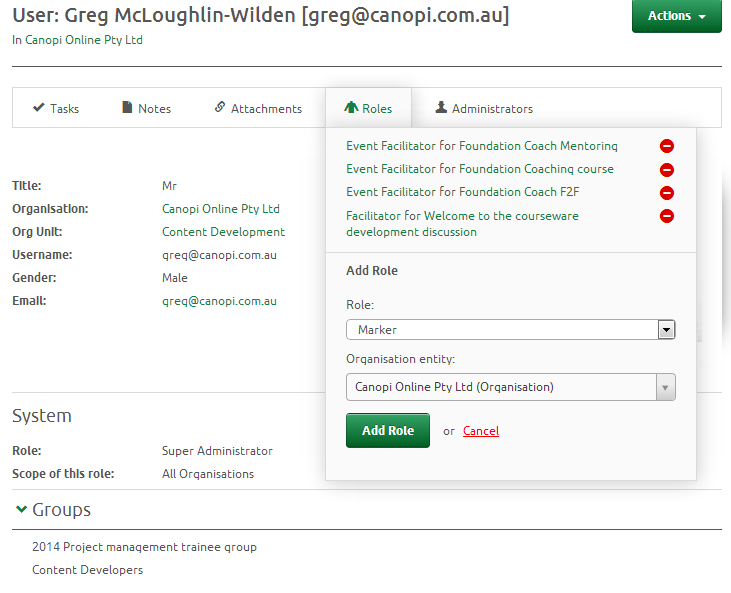 User: Greg McLoughlin-Wilden [greg@canopi.com.au]
Actions
In Canopi Online Pty Ltd
Tasks
Notes
Attachments
Roles
Administrators
Event Facilitator for Foundation Coach Mentoring
Event Facilitator for Foundation Coaching course
Event Facilitator for Foundation Coach F2F
Facilitator for Welcome to the courseware
development discussion
Add Role
Role:
Marker
Organisation entity:
Canopi Online Pty Ltd (Organisation)
Add Role or Cancel
Title: Mr
Organisation: Canopi Online Pty Ltd
Org Unit: Content Development
Username: greg@canopi.com.au
Gender: Male
Email: greg@canopi.com.au
System
Role: Super Administrator
Scope of this role: All Organisations
Groups
2014 Project management trainee group
Content Developers